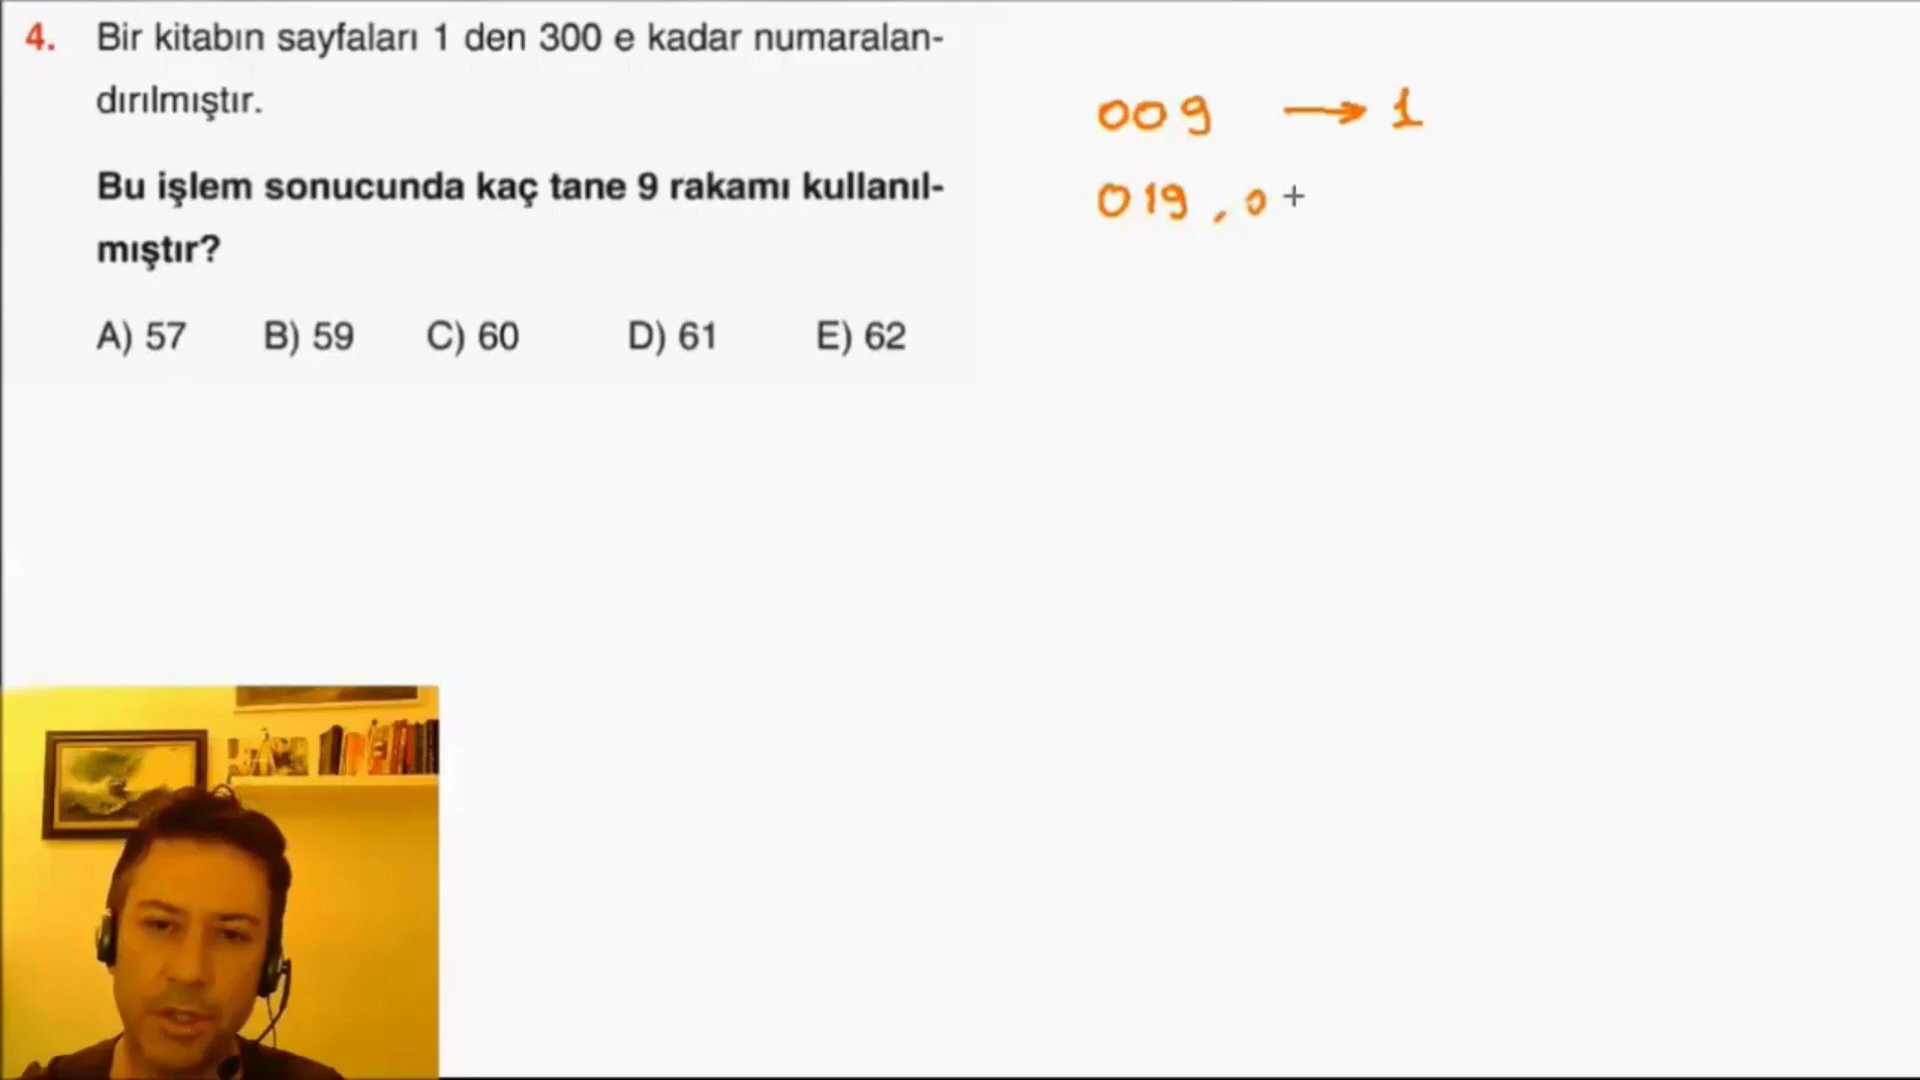 4. Bir kitabın sayfaları 1 den 300 e kadar numaralan-
dırılmıştır.
Bu işlem sonucunda kaç tane 9 rakamı kullanıl-
mıştır?
A) 57 B) 59 C) 60 D) 61 E) 62
009 → 1
019, 0